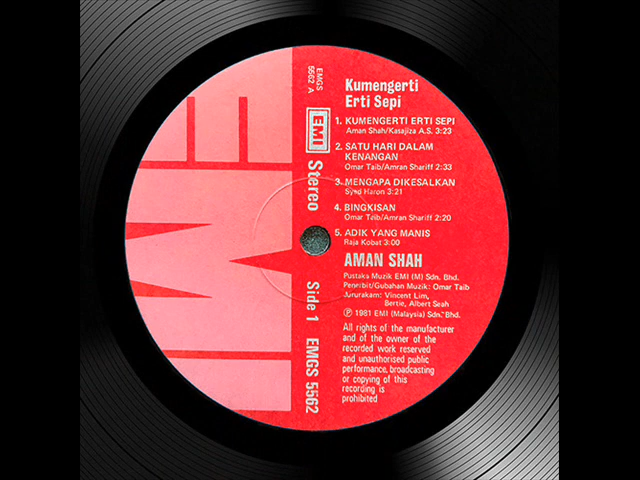 EMI
EMGS
5562 A
EMI
Stereo
Side 1
EMGS 5562
Kumengerti
Erti Sepi
1. KUMENGERTI ERTI SEPI
Aman Shah/Kasajiza A.S. 3:23
2. SATU HARI DALAM
KENANGAN
Omar Taib/Amran Shariff 2:33
3. MENGAPA DIKESALKAN
Syed Haron 3:21
4. BINGKISAN
Omar Taib/Amran Shariff 2:20
5. ADIK YANG MANIS
Raja Kobat 3:00
AMAN SHAH
Pustaka Muzik EMI (M) Sdn. Bhd.
Penerbit/Gubahan Muzik: Omar Taib
Jururakam: Vincent Lim,
Bertie, Albert Seah
℗ 1981 EMI (Malaysia) Sdn. Bhd.
All rights of the manufacturer
and of the owner of the
recorded work reserved
and unauthorised public
performance, broadcasting
or copying of this
recording is
prohibited